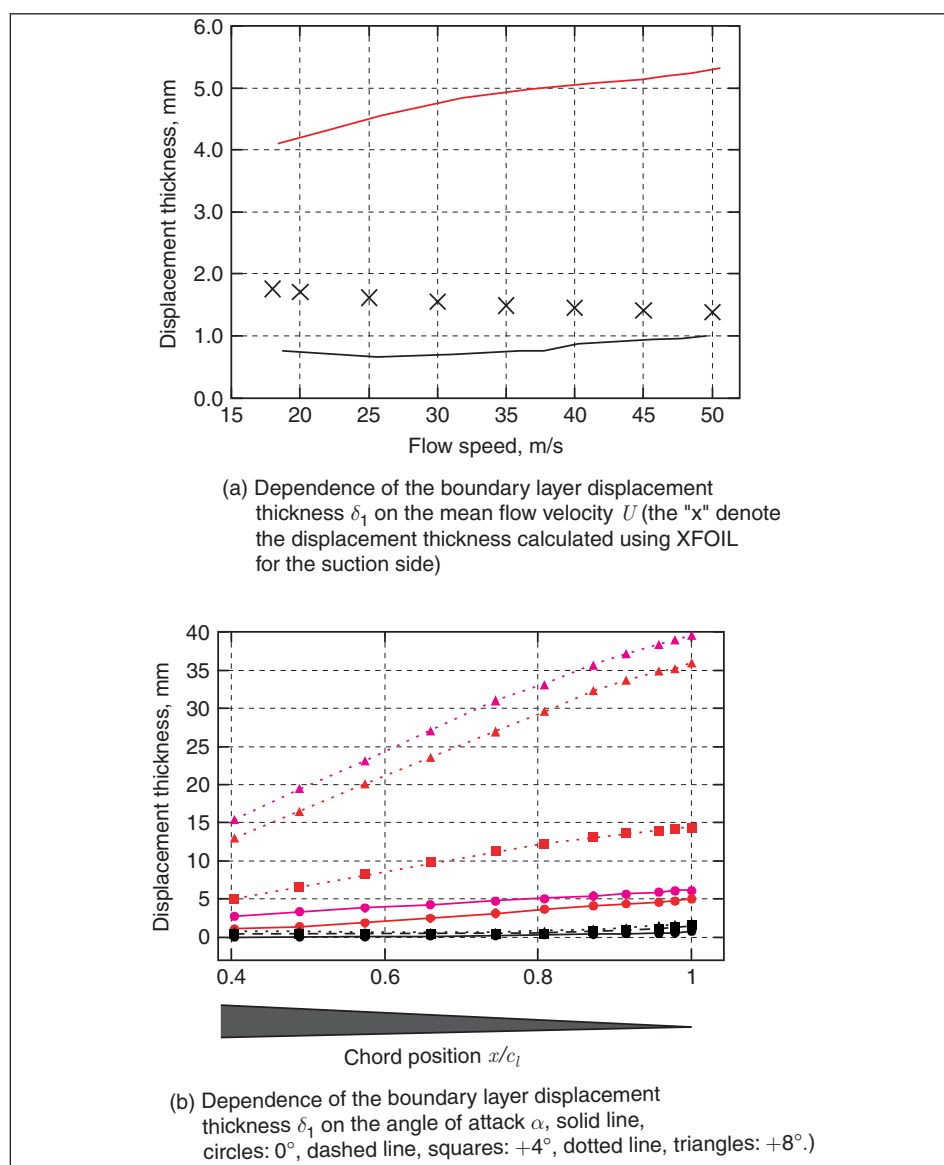 6.0
5.0
4.0
3.0
2.0
1.0
0.0
Displacement thickness, mm
15 20 25 30 35 40 45 50
Flow speed, m/s
(a) Dependence of the boundary layer displacement
thickness δ₁ on the mean flow velocity U (the "x" denote
the displacement thickness calculated using XFOIL
for the suction side)
40
35
30
25
20
15
10
5
0
Displacement thickness, mm
0.4 0.6 0.8 1
Chord position x/cₗ
(b) Dependence of the boundary layer displacement
thickness δ₁ on the angle of attack α, solid line,
circles: 0°, dashed line, squares: +4°, dotted line, triangles: +8°.)